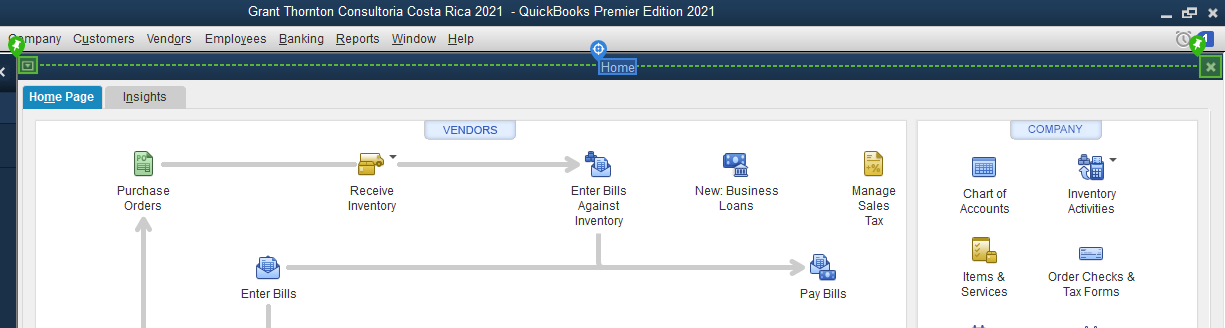 Grant Thornton Consultoria Costa Rica 2021 - QuickBooks Premier Edition 2021
Company Customers Vendors Employees Banking Reports Window Help
Home
Home Page Insights
VENDORS COMPANY
Purchase Orders
Receive Inventory
Enter Bills Against Inventory
New: Business Loans
Manage Sales Tax
Chart of Accounts
Inventory Activities
Enter Bills
Pay Bills
Items & Services
Order Checks & Tax Forms